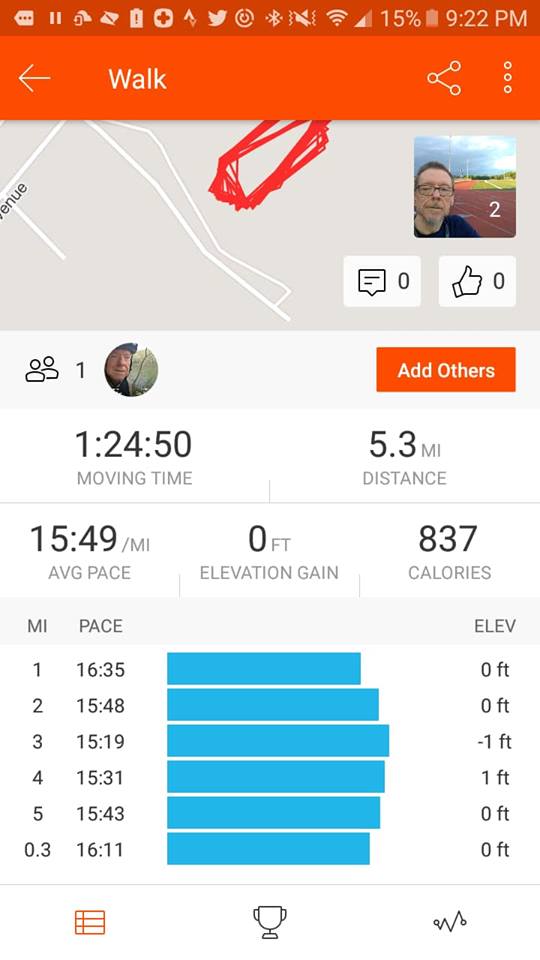 15% 9:22 PM
Walk
venue
2
0 0
1 Add Others
1:24:50 5.3 MI
MOVING TIME DISTANCE
15:49 /MI 0 FT 837
AVG PACE ELEVATION GAIN CALORIES
MI PACE ELEV
1 16:35 0 ft
2 15:48 0 ft
3 15:19 -1 ft
4 15:31 1 ft
5 15:43 0 ft
0.3 16:11 0 ft